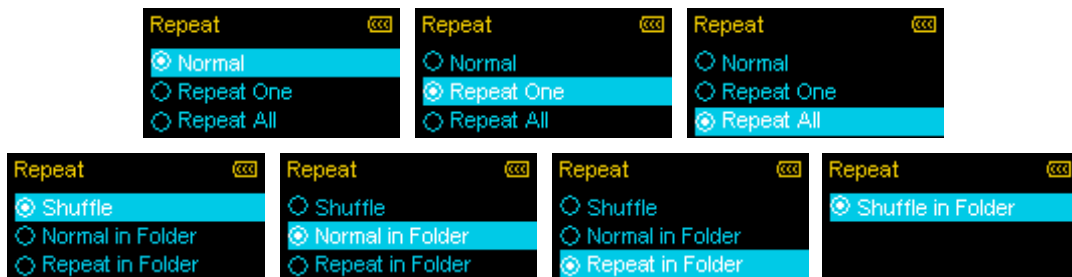 Repeat
Normal
Repeat One
Repeat All
Repeat
Normal
Repeat One
Repeat All
Repeat
Normal
Repeat One
Repeat All
Repeat
Shuffle
Normal in Folder
Repeat in Folder
Repeat
Shuffle
Normal in Folder
Repeat in Folder
Repeat
Shuffle
Normal in Folder
Repeat in Folder
Repeat
Shuffle in Folder